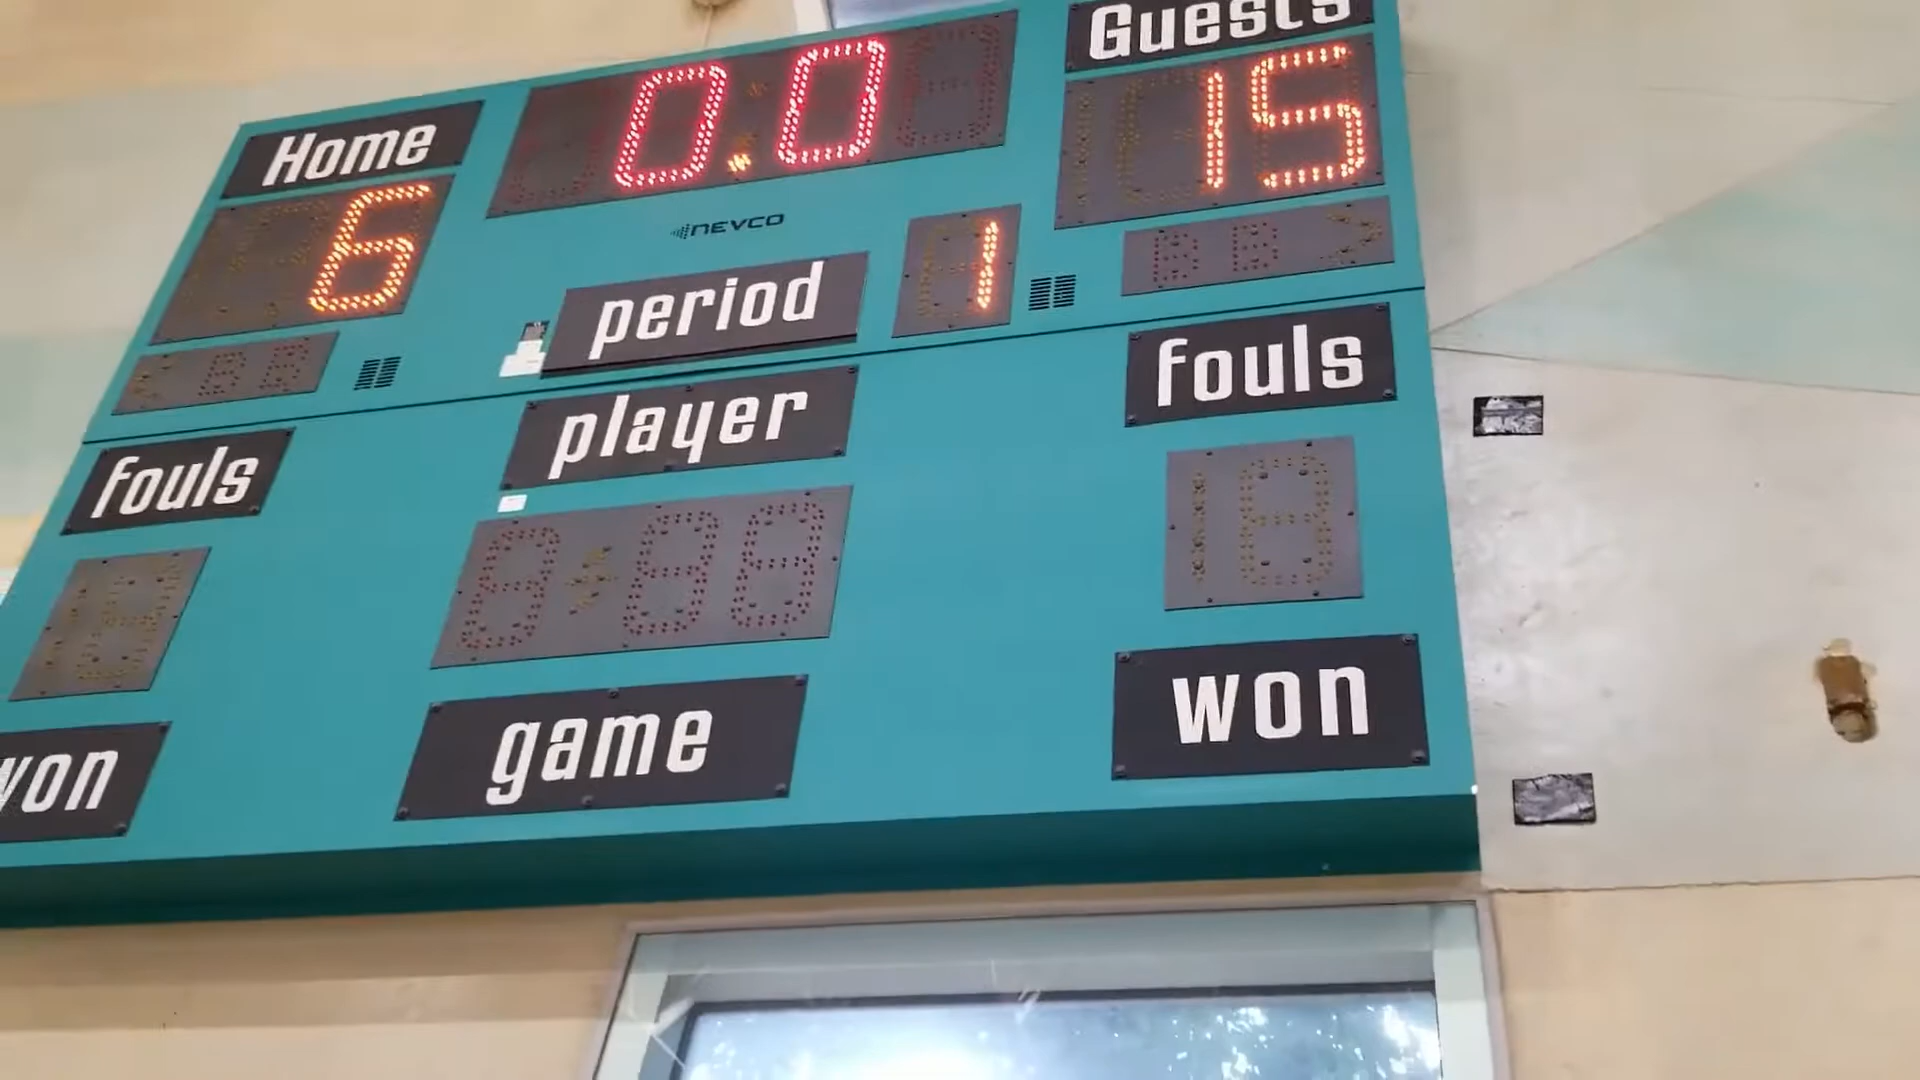 Guests
0.0
15
Home
6
NEVCO
period
1
fouls
player
fouls
won
game
won